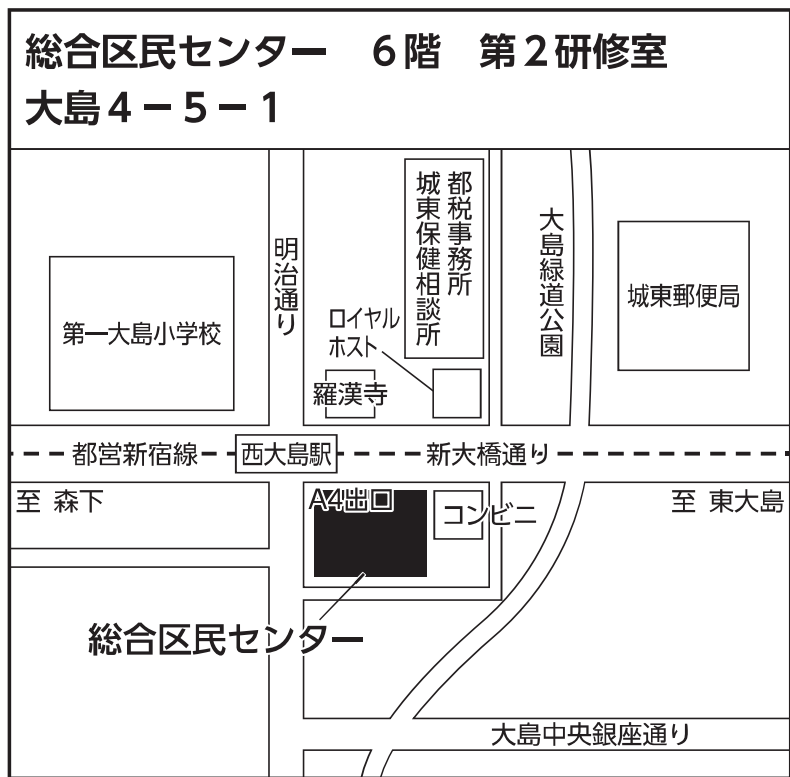 総合区民センター　6階　第2研修室
大島4－5－1
都税事務所
城東保健相談所
大島緑道公園
明治通り
城東郵便局
第一大島小学校
ロイヤル
ホスト
羅漢寺
都営新宿線
西大島駅
新大橋通り
至 森下
A4出口
コンビニ
至 東大島
総合区民センター
大島中央銀座通り